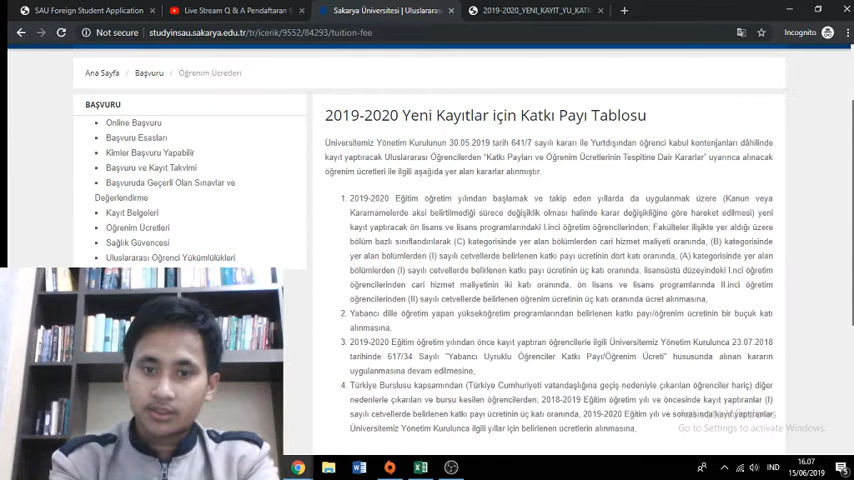 SAU Foreign Student Application
Live Stream Q & A Pendaftaran S
Sakarya Üniversitesi | Uluslararas
2019-2020_YENI_KAYIT_YU_KATK
Not secure
studyinsau.sakarya.edu.tr/tr/icerik/9552/84293/tuition-fee
Incognito
Ana Sayfa
Başvuru
Öğrenim Ücretleri
BAŞVURU
Online Başvuru
Başvuru Esasları
Kimler Başvuru Yapabilir
Başvuru ve Kayıt Takvimi
Başvuruda Geçerli Olan Sınavlar ve
Değerlendirme
Kayıt Belgeleri
Öğrenim Ücretleri
Sağlık Güvencesi
Uluslararası Öğrenci Yükümlülükleri
2019-2020 Yeni Kayıtlar için Katkı Payı Tablosu
Üniversitemiz Yönetim Kurulunun 30.05.2019 tarih 641/7 sayılı kararı ile Yurtdışından öğrenci kabul kontenjanları dâhilinde
kayıt yaptıracak Uluslararası Öğrencilerden "Katkı Payları ve Öğrenim Ücretlerinin Tespitine Dair Kararlar" uyarınca alınacak
öğrenim ücretleri ile ilgili aşağıda yer alan kararlar alınmıştır.
1. 2019-2020 Eğitim öğretim yılından başlamak ve takip eden yıllarda da uygulanmak üzere (Kanun veya
Kararnamelerde aksi belirtilmediği sürece değişiklik olması halinde karar değişikliğine göre hareket edilmesi) yeni
kayıt yaptıracak ön lisans ve lisans programlarındaki I.inci öğretim öğrencilerinden; Fakülteler ilişikte yer aldığı üzere
bölüm bazlı sınıflandırılarak (C) kategorisinde yer alan bölümlerden cari hizmet maliyeti oranında, (B) kategorisinde
yer alan bölümlerden (I) sayılı cetvellerde belirlenen katkı payı ücretinin dört katı oranında, (A) kategorisinde yer alan
bölümlerden (I) sayılı cetvellerde belirlenen katkı payı ücretinin üç katı oranında. lisansüstü düzeyindeki I.nci öğretim
öğrencilerinden cari hizmet maliyetinin iki katı oranında, ön lisans ve lisans programlarında II.inci öğretim
öğrencilerinden (II) sayılı cetvellerde belirlenen öğrenim ücretinin üç katı oranında ücret alınmasına,
2. Yabancı dille öğretim yapan yükseköğretim programlarından belirlenen katkı payı/öğrenim ücretinin bir buçuk katı
alınmasına,
3. 2019-2020 Eğitim öğretim yılından önce kayıt yaptıran öğrencilerle ilgili Üniversitemiz Yönetim Kurulunca 23.07.2018
tarihinde 617/34 Sayılı "Yabancı Uyruklu Öğrenciler Katkı Payı/Öğrenim Ücreti" hususunda alınan kararın
uygulanmasına devam edilmesine,
4. Türkiye Burslusu kapsamından (Türkiye Cumhuriyeti vatandaşlığına geçiş nedeniyle çıkarılan öğrenciler hariç) diğer
nedenlerle çıkarılan ve bursu kesilen öğrencilerden; 2018-2019 Eğitim öğretim yılı ve öncesinde kayıt yaptıranlar (I)
sayılı cetvellerde belirlenen katkı payı ücretinin üç katı oranında, 2019-2020 Eğitim yılı ve sonrasında kayıt yaptıranlar
Üniversitemiz Yönetim Kurulunca ilgili yıllar için belirlenen ücretlerin alınmasına,
Activate Windows
Go to Settings to activate Windows.
IND
16.07
15/06/2019